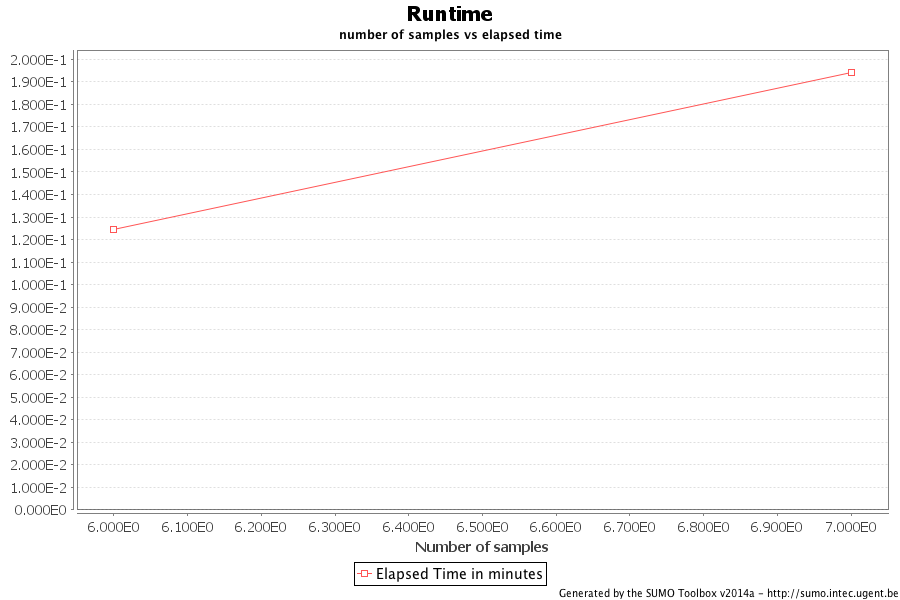 Runtime
number of samples vs elapsed time
2.000E-1
1.900E-1
1.800E-1
1.700E-1
1.600E-1
1.500E-1
1.400E-1
1.300E-1
1.200E-1
1.100E-1
1.000E-1
9.000E-2
8.000E-2
7.000E-2
6.000E-2
5.000E-2
4.000E-2
3.000E-2
2.000E-2
1.000E-2
0.000E0
6.000E0 6.100E0 6.200E0 6.300E0 6.400E0 6.500E0 6.600E0 6.700E0 6.800E0 6.900E0 7.000E0
Number of samples
Elapsed Time in minutes
Generated by the SUMO Toolbox v2014a - http://sumo.intec.ugent.be